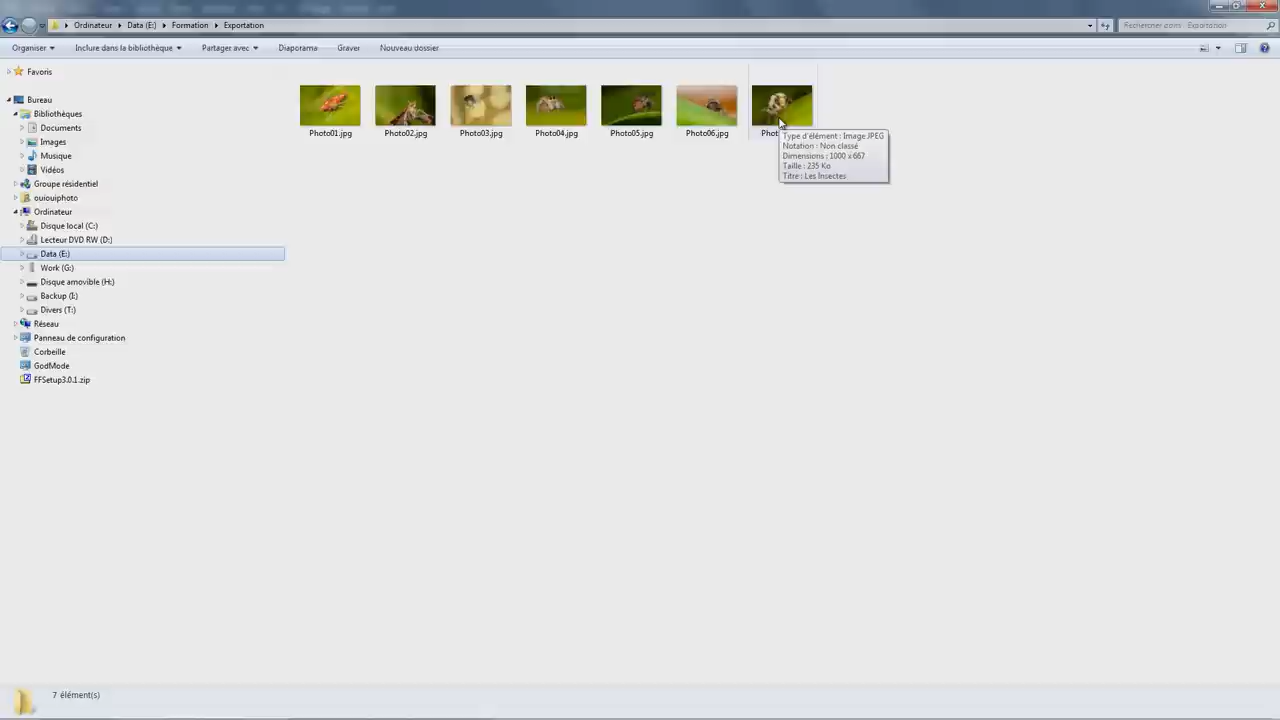 Ordinateur Data (E:) Formation Exportation
Organiser Inclure dans la bibliothèque Partager avec Diaporama Graver Nouveau dossier
Favoris
Bureau
Bibliothèques
Documents
Images
Musique
Vidéos
Groupe résidentiel
ouiouiphoto
Ordinateur
Disque local (C:)
Lecteur DVD RW (D:)
Data (E:)
Work (G:)
Disque amovible (H:)
Backup (I:)
Divers (T:)
Réseau
Panneau de configuration
Corbeille
GodMode
FFSetup3.0.1.zip
Photo01.jpg Photo02.jpg Photo03.jpg Photo04.jpg Photo05.jpg Photo06.jpg
Type d'élément : Image JPEG
Notation : Non classé
Dimensions : 1000 x 667
Taille : 235 Ko
Titre : Les Insectes
7 élément(s)